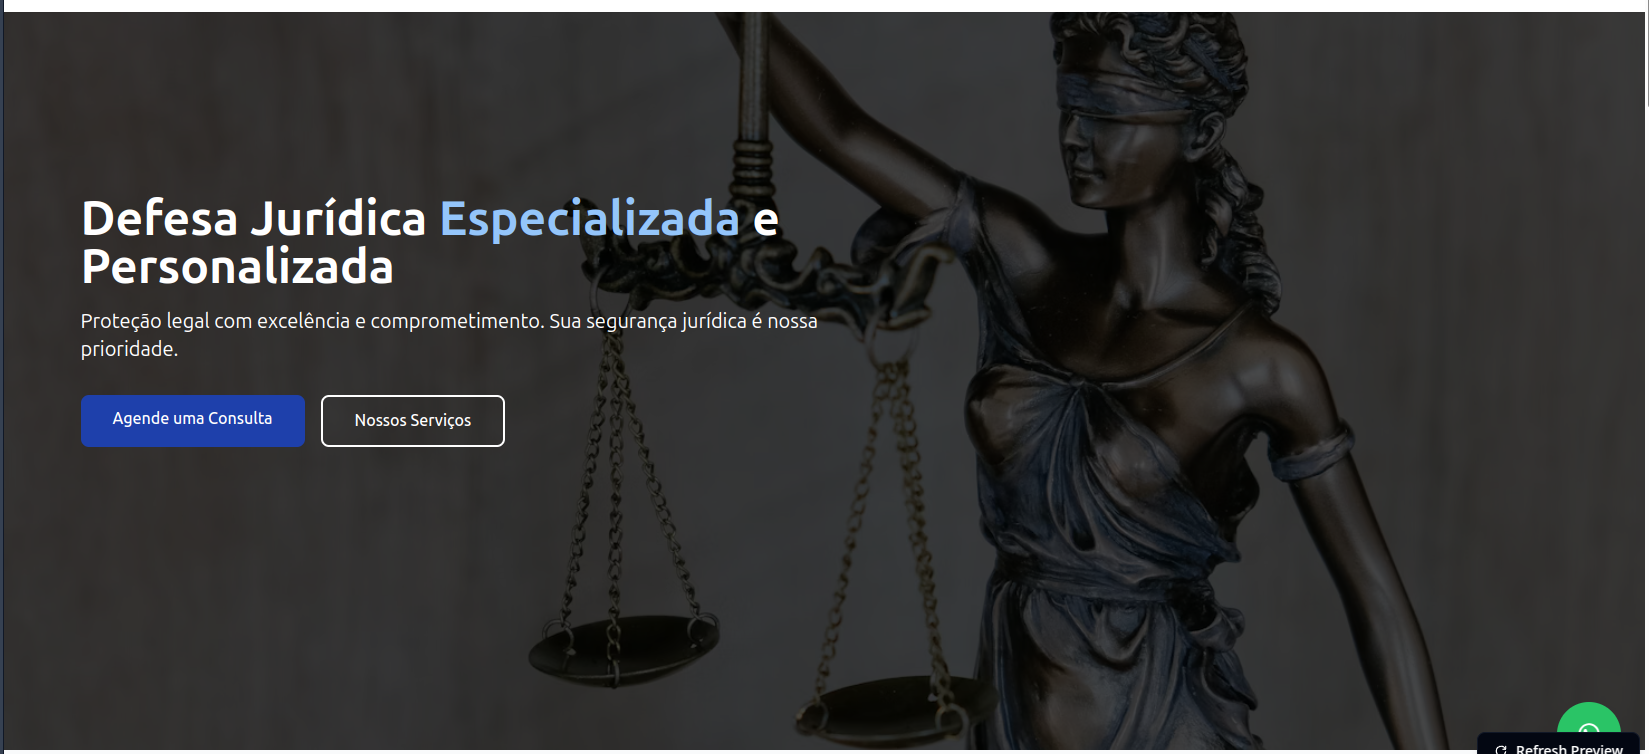 Defesa Jurídica Especializada e
Personalizada
Proteção legal com excelência e comprometimento. Sua segurança jurídica é nossa
prioridade.
Agende uma Consulta
Nossos Serviços
Refresh Preview